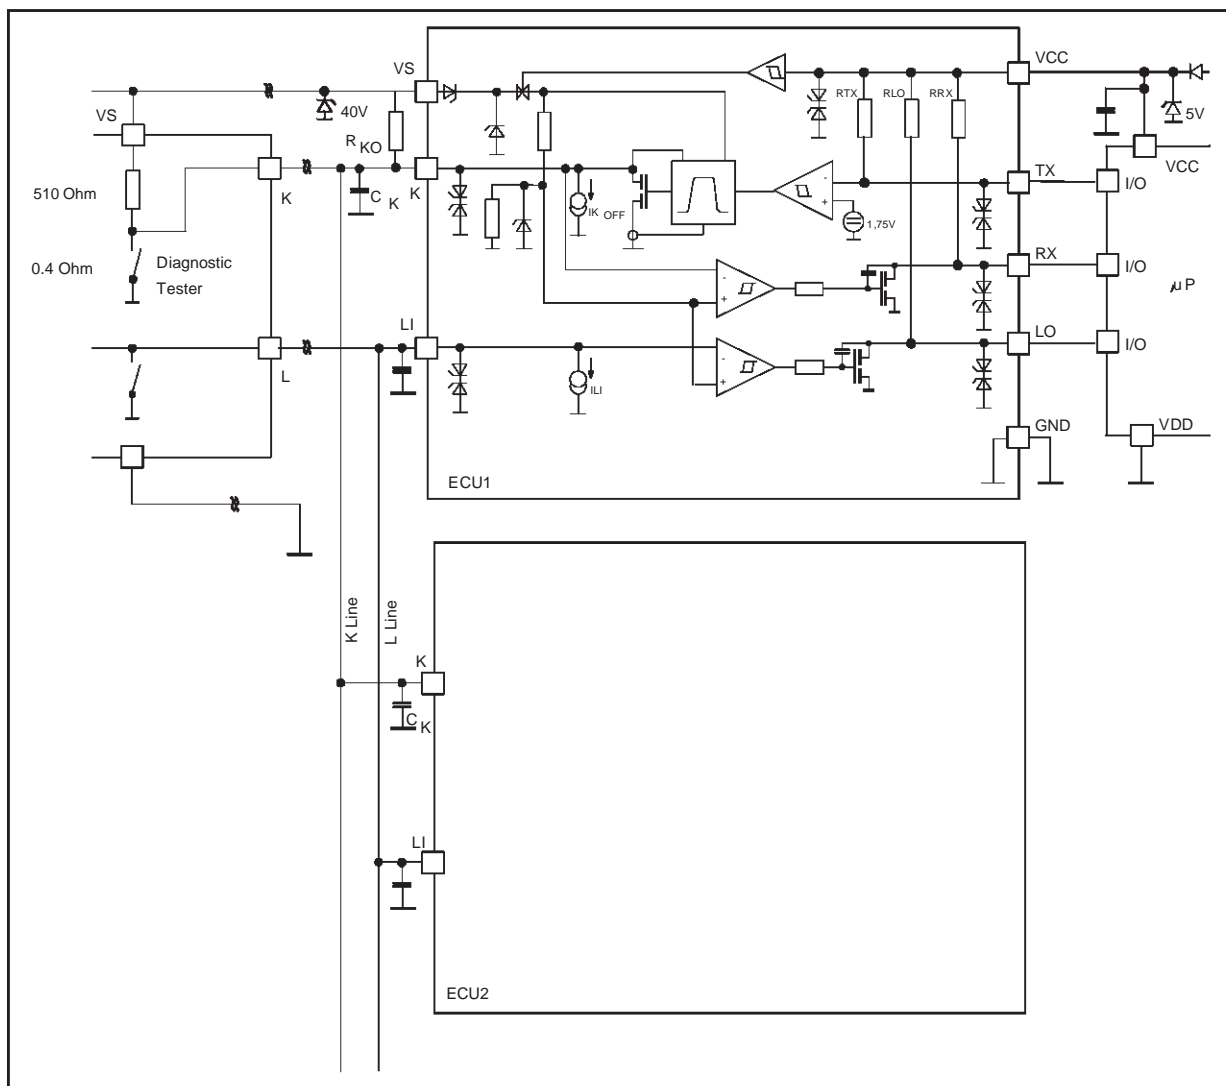 VS
VCC
40V
RTX
RLO
RRX
5V
VS
R
KO
VCC
K
C
K
K
TX
I/O
510 Ohm
IK
OFF
1,75V
0.4 Ohm
Diagnostic
Tester
-
+
-
+
RX
I/O
µP
LI
LO
I/O
L
-
+
ILI
GND
VDD
ECU1
K Line
L Line
K
C
K
LI
ECU2